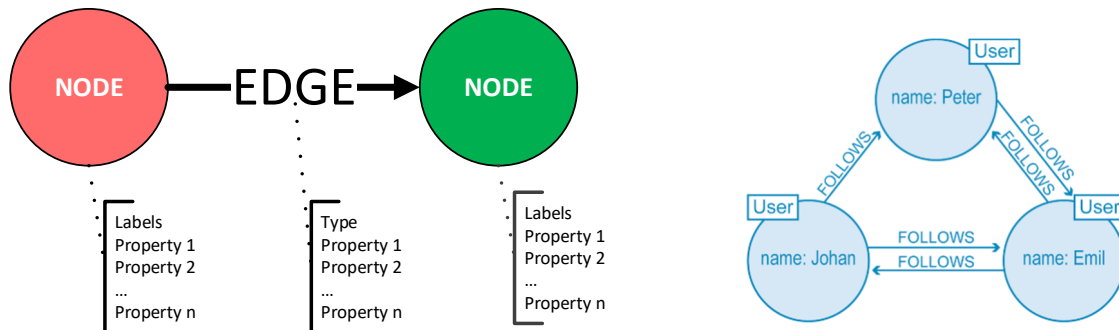 NODE
EDGE
NODE
Labels
Property 1
Property 2
...
Property n
Type
Property 1
Property 2
...
Property n
Labels
Property 1
Property 2
...
Property n
User
name: Peter
FOLLOWS
FOLLOWS
FOLLOWS
User
name: Johan
FOLLOWS
FOLLOWS
User
name: Emil